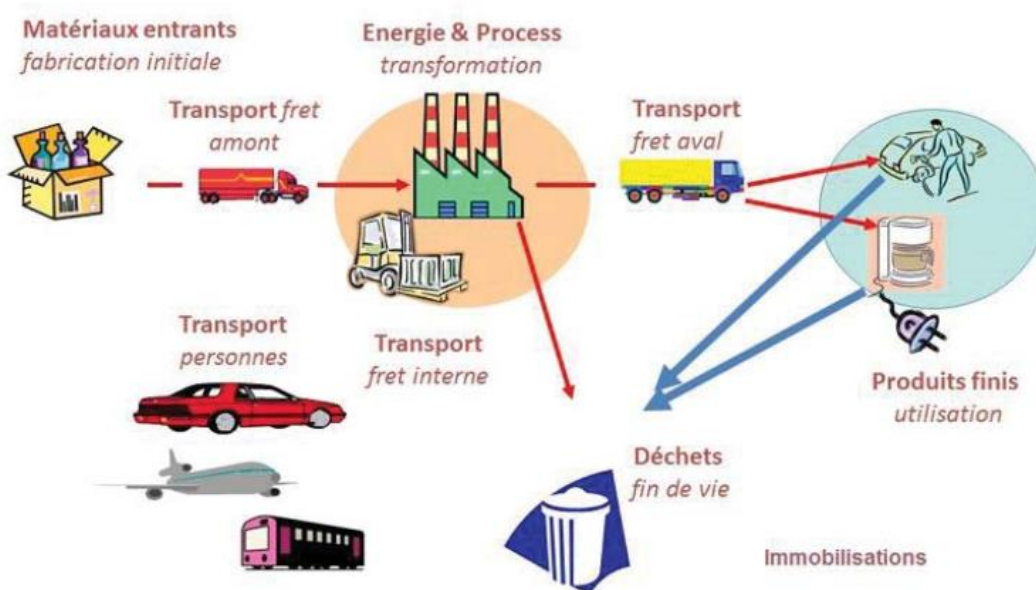 Matériaux entrants
fabrication initiale
Energie & Process
transformation
Transport fret
amont
Transport
fret aval
Transport
personnes
Transport
fret interne
Produits finis
utilisation
Déchets
fin de vie
Immobilisations